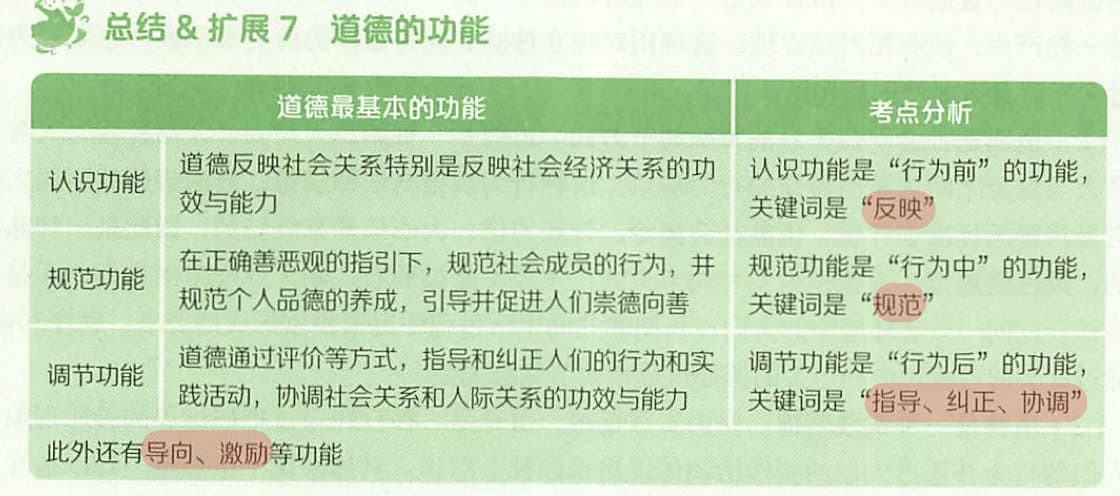 总结 & 扩展 7 道德的功能
道德最基本的功能
考点分析
认识功能
道德反映社会关系特别是反映社会经济关系的功
效与能力
认识功能是“行为前”的功能，
关键词是“反映”
规范功能
在正确善恶观的指引下，规范社会成员的行为，并
规范个人品德的养成，引导并促进人们崇德向善
规范功能是“行为中”的功能，
关键词是“规范”
调节功能
道德通过评价等方式，指导和纠正人们的行为和实
践活动，协调社会关系和人际关系的功效与能力
调节功能是“行为后”的功能，
关键词是“指导、纠正、协调”
此外还有导向、激励等功能